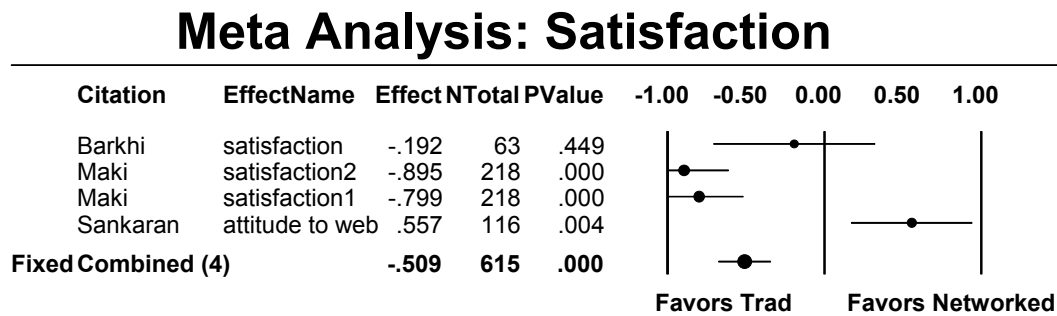 Meta Analysis: Satisfaction
Citation EffectName Effect NTotal PValue -1.00 -0.50 0.00 0.50 1.00
Barkhi satisfaction -.192 63 .449
Maki satisfaction2 -.895 218 .000
Maki satisfaction1 -.799 218 .000
Sankaran attitude to web .557 116 .004
Fixed Combined (4) -.509 615 .000
Favors Trad Favors Networked